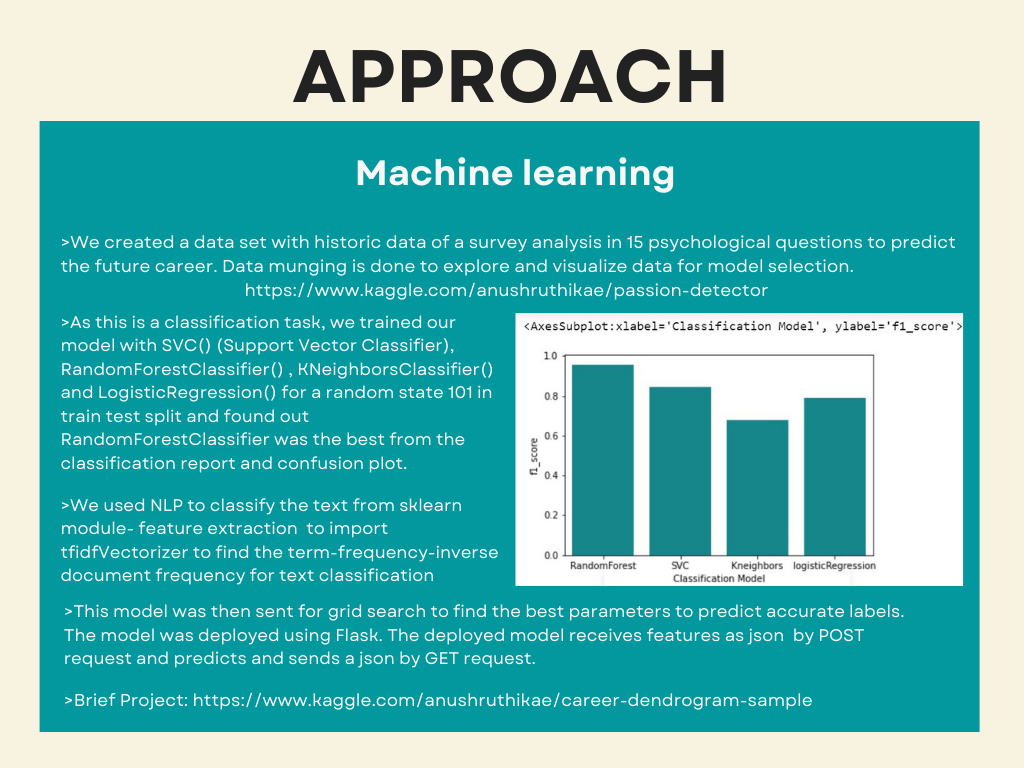 APPROACH
Machine learning
>We created a data set with historic data of a survey analysis in 15 psychological questions to predict
the future career. Data munging is done to explore and visualize data for model selection.
https://www.kaggle.com/anushruthikae/passion-detector
>As this is a classification task, we trained our
model with SVC() (Support Vector Classifier),
RandomForestClassifier() , KNeighborsClassifier()
and LogisticRegression() for a random state 101 in
train test split and found out
RandomForestClassifier was the best from the
classification report and confusion plot.
>We used NLP to classify the text from sklearn
module- feature extraction  to import
tfidfVectorizer to find the term-frequency-inverse
document frequency for text classification
<AxesSubplot:xlabel='Classification Model', ylabel='f1_score'>
1.0
0.8
0.6
0.4
0.2
0.0
f1_score
RandomForest SVC Kneighbors logisticRegression
Classification Model
>This model was then sent for grid search to find the best parameters to predict accurate labels.
The model was deployed using Flask. The deployed model receives features as json  by POST
request and predicts and sends a json by GET request.
>Brief Project: https://www.kaggle.com/anushruthikae/career-dendrogram-sample